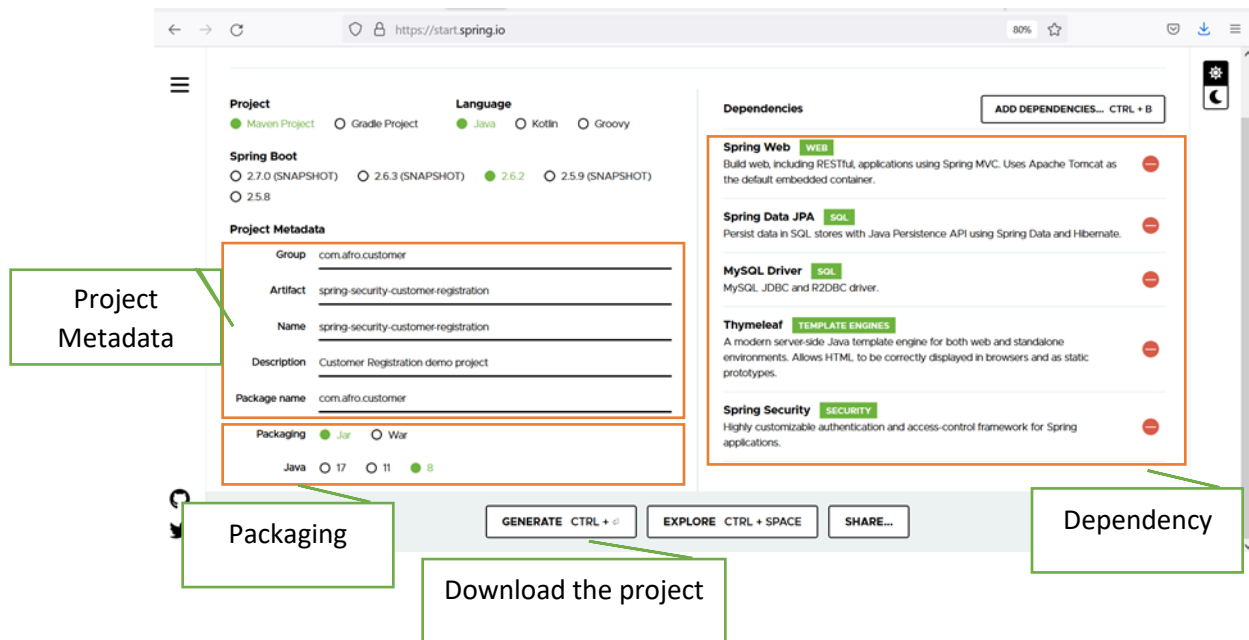 https://start.spring.io
80%
Project
Maven Project Gradle Project
Language
Java Kotlin Groovy
Spring Boot
2.7.0 (SNAPSHOT) 2.6.3 (SNAPSHOT) 2.6.2 2.5.9 (SNAPSHOT)
2.5.8
Project Metadata
Group com.afro.customer
Artifact spring-security-customer-registration
Name spring-security-customer-registration
Description Customer Registration demo project
Package name com.afro.customer
Packaging Jar War
Java 17 11 8
Project
Metadata
Packaging
Dependencies
ADD DEPENDENCIES... CTRL + B
Spring Web WEB
Build web, including RESTful, applications using Spring MVC. Uses Apache Tomcat as
the default embedded container.
Spring Data JPA SQL
Persist data in SQL stores with Java Persistence API using Spring Data and Hibernate.
MySQL Driver SQL
MySQL JDBC and R2DBC driver.
Thymeleaf TEMPLATE ENGINES
A modern server-side Java template engine for both web and standalone
environments. Allows HTML to be correctly displayed in browsers and as static
prototypes.
Spring Security SECURITY
Highly customizable authentication and access-control framework for Spring
applications.
Dependency
GENERATE CTRL + ⏎
EXPLORE CTRL + SPACE
SHARE...
Download the project